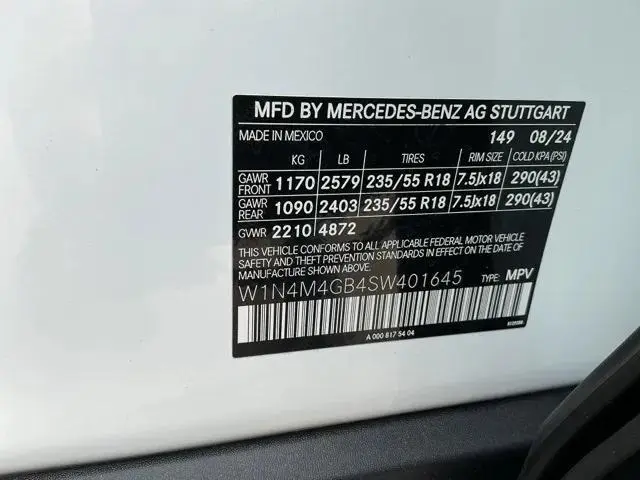 MFD BY MERCEDES-BENZ AG STUTTGART
MADE IN MEXICO 149 08/24
KG LB TIRES RIM SIZE COLD KPA (PSI)
GAWR FRONT 1170 2579 235/55 R18 7.5Jx18 290(43)
GAWR REAR 1090 2403 235/55 R18 7.5Jx18 290(43)
GVWR 2210 4872
THIS VEHICLE CONFORMS TO ALL APPLICABLE FEDERAL MOTOR VEHICLE
SAFETY AND THEFT PREVENTION STANDARDS IN EFFECT ON THE
DATE OF MANUFACTURE SHOWN ABOVE.
W1N4M4GB4SW401645 TYPE: MPV
A 000 817 54 04